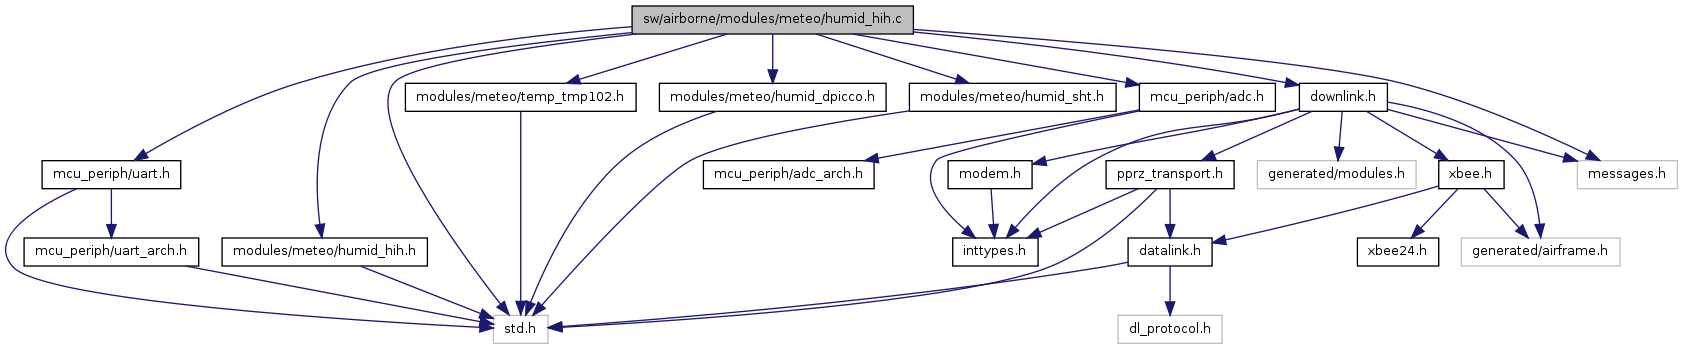 sw/airborne/modules/meteo/humid_hih.c
modules/meteo/temp_tmp102.h
modules/meteo/humid_dpicco.h
modules/meteo/humid_sht.h
mcu_periph/adc.h
downlink.h
mcu_periph/uart.h
mcu_periph/adc_arch.h
modem.h
pprz_transport.h
generated/modules.h
xbee.h
messages.h
mcu_periph/uart_arch.h
modules/meteo/humid_hih.h
inttypes.h
datalink.h
xbee24.h
generated/airframe.h
std.h
dl_protocol.h